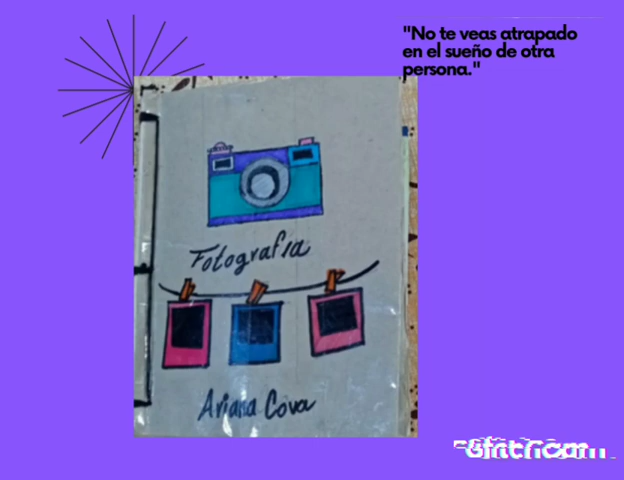 "No te veas atrapado
en el sueño de otra
persona."
Fotografía
Ariana Cova